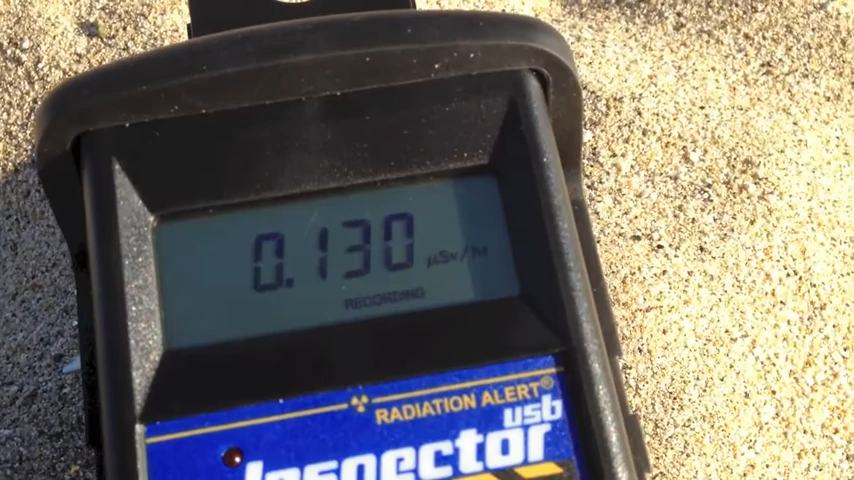 0.130 µSv/hr
RECORDING
RADIATION ALERT®
usb
Inspector